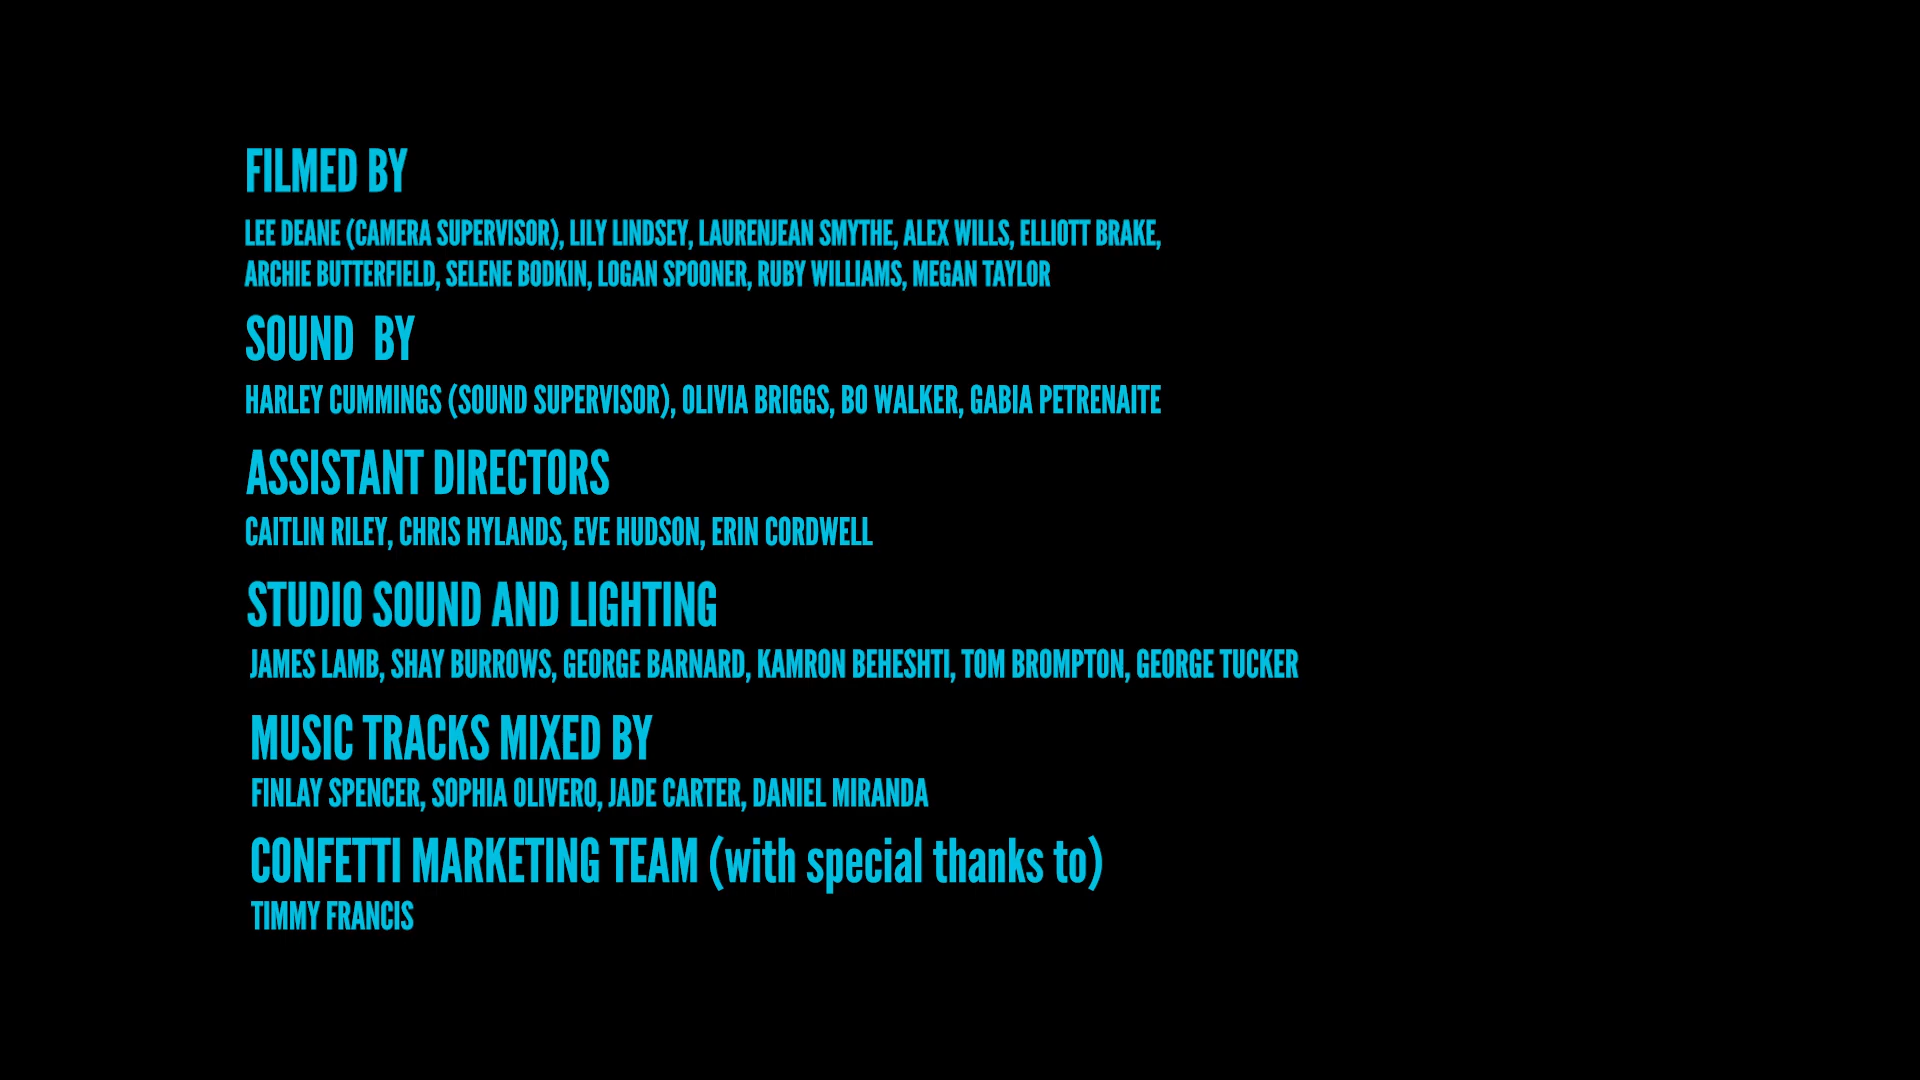 FILMED BY
LEE DEANE (CAMERA SUPERVISOR), LILY LINDSEY, LAURENJEAN SMYTHE, ALEX WILLS, ELLIOTT BRAKE,
ARCHIE BUTTERFIELD, SELENE BODKIN, LOGAN SPOONER, RUBY WILLIAMS, MEGAN TAYLOR
SOUND  BY
HARLEY CUMMINGS (SOUND SUPERVISOR), OLIVIA BRIGGS, BO WALKER, GABIA PETRENAITE
ASSISTANT DIRECTORS
CAITLIN RILEY, CHRIS HYLANDS, EVE HUDSON, ERIN CORDWELL
STUDIO SOUND AND LIGHTING
JAMES LAMB, SHAY BURROWS, GEORGE BARNARD, KAMRON BEHESHTI, TOM BROMPTON, GEORGE TUCKER
MUSIC TRACKS MIXED BY
FINLAY SPENCER, SOPHIA OLIVERO, JADE CARTER, DANIEL MIRANDA
CONFETTI MARKETING TEAM (with special thanks to)
TIMMY FRANCIS